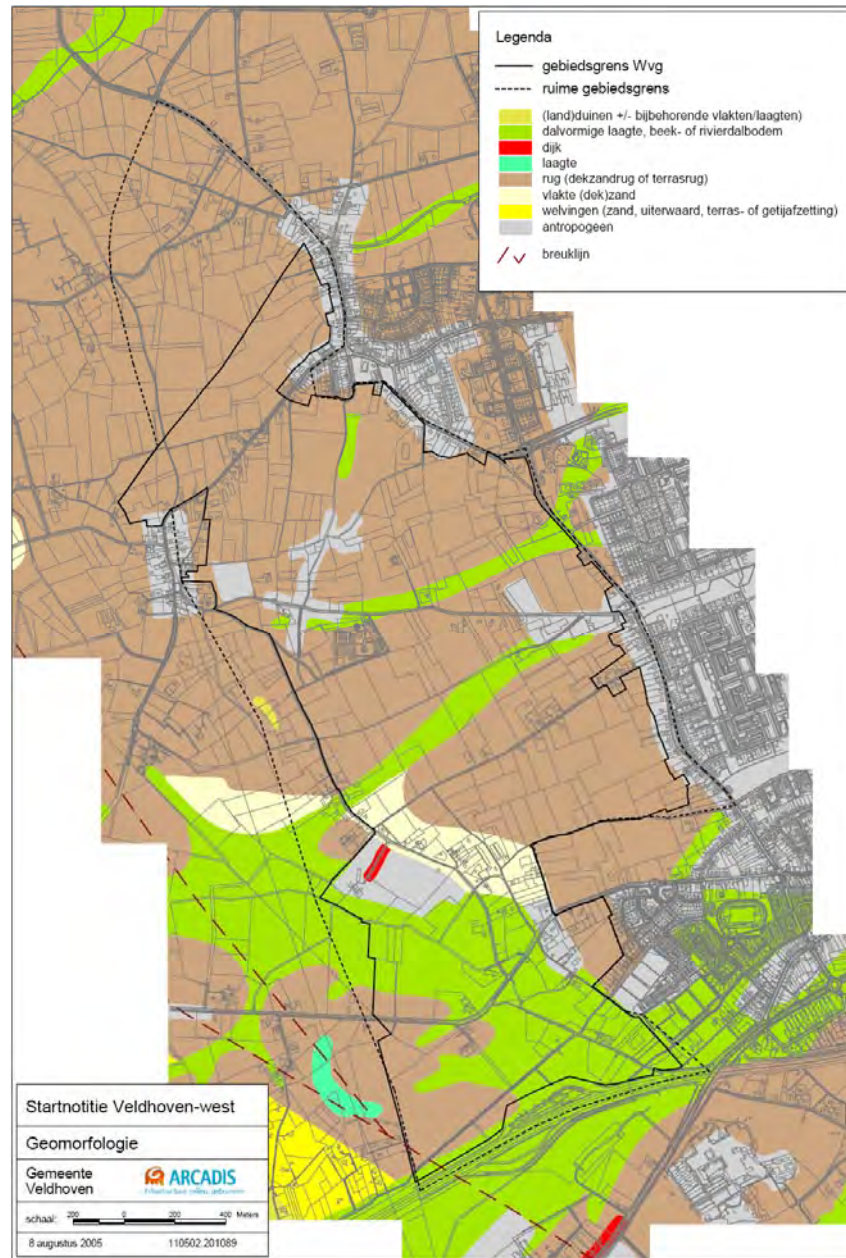 Legenda
gebiedsgrens Wvg
ruime gebiedsgrens
(land)duinen +/- bijbehorende vlakten/laagten)
dalvormige laagte, beek- of rivierdalbodem
dijk
laagte
rug (dekzandrug of terrasrug)
vlakte (dek)zand
welvingen (zand, uiterwaard, terras- of getijafzetting)
antropogeen
breuklijn
Startnotitie Veldhoven-west
Geomorfologie
Gemeente
Veldhoven
ARCADIS
schaal: 200 0 200 400 Meters
8 augustus 2005 110502.201089